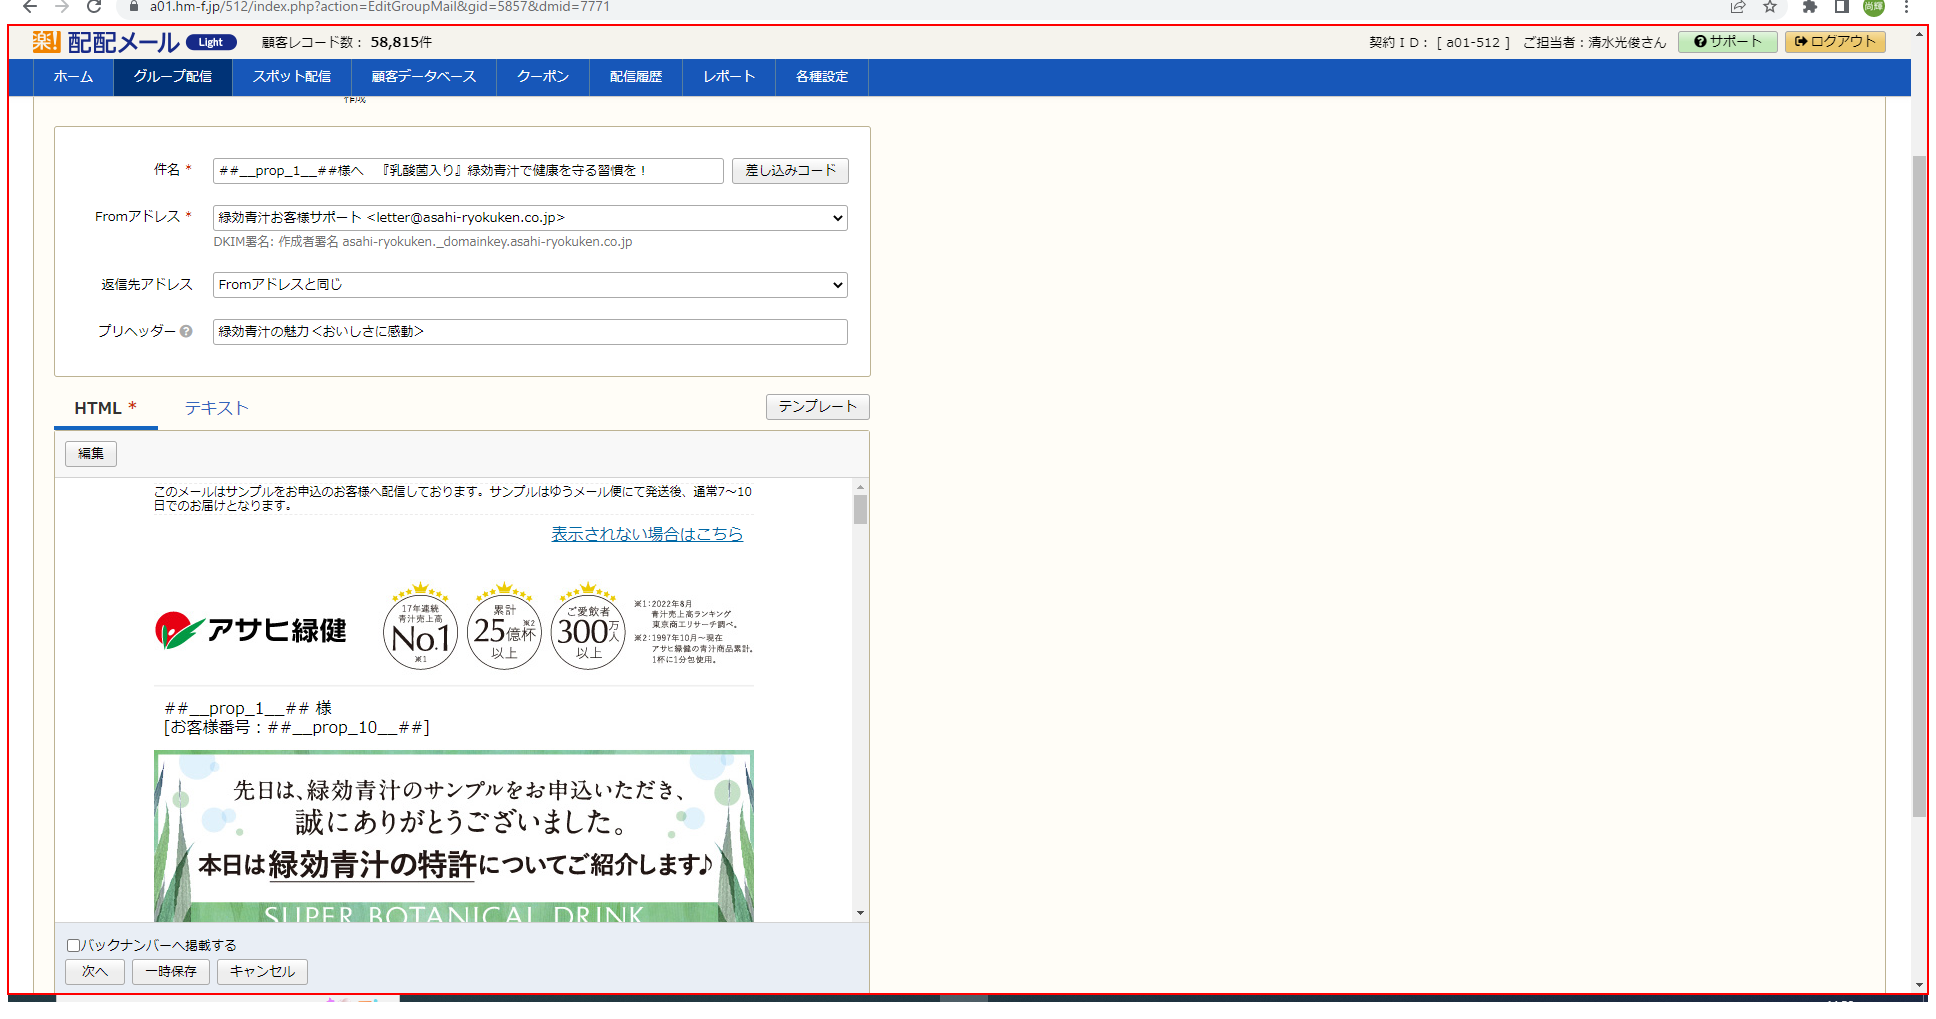 a01.hm-f.jp/512/index.php?action=EditGroupMail&gid=5857&dmid=7771
尚輝
楽! 配配メール Light 顧客レコード数： 58,815件
契約ＩＤ： [ a01-512 ] ご担当者：清水光俊さん サポート ログアウト
ホーム グループ配信 スポット配信 顧客データベース クーポン 配信履歴 レポート 各種設定
作成
件名 * ##__prop_1__##様へ　『乳酸菌入り』緑効青汁で健康を守る習慣を！ 差し込みコード
Fromアドレス * 緑効青汁お客様サポート <letter@asahi-ryokuken.co.jp>
DKIM署名: 作成者署名 asahi-ryokuken._domainkey.asahi-ryokuken.co.jp
返信先アドレス Fromアドレスと同じ
プリヘッダー 緑効青汁の魅力＜おいしさに感動＞
HTML * テキスト テンプレート
編集
このメールはサンプルをお申込のお客様へ配信しております。サンプルはゆうメール便にて発送後、通常7～10
日でのお届けとなります。
表示されない場合はこちら
アサヒ緑健
17年連続
青汁売上高
No.1
※1
累計
25億杯※2
以上
ご愛飲者
300万人
以上
※1：2022年8月
青汁売上高ランキング
東京商工リサーチ調べ。
※2：1997年10月～現在
アサヒ緑健の青汁商品累計。
1杯に1分包使用。
##__prop_1__## 様
[お客様番号：##__prop_10__##]
先日は、緑効青汁のサンプルをお申込いただき、
誠にありがとうございました。
本日は緑効青汁の特許についてご紹介します♪
SUPER BOTANICAL DRINK
バックナンバーへ掲載する
次へ 一時保存 キャンセル